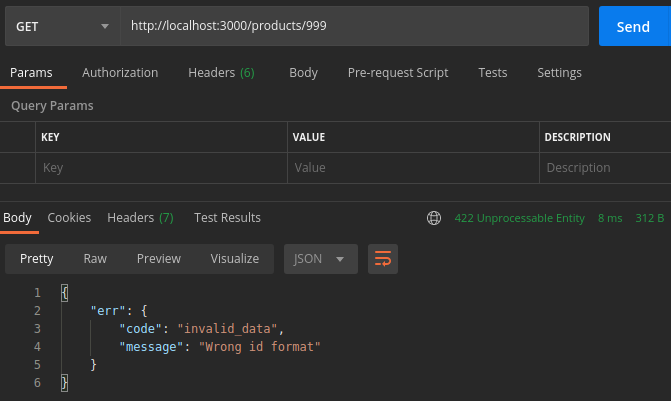 GET http://localhost:3000/products/999 Send
Params Authorization Headers (6) Body Pre-request Script Tests Settings
Query Params
KEY VALUE DESCRIPTION
Key Value Description
Body Cookies Headers (7) Test Results 422 Unprocessable Entity 8 ms 312 B
Pretty Raw Preview Visualize JSON
1 {
2 "err": {
3 "code": "invalid_data",
4 "message": "Wrong id format"
5 }
6 }